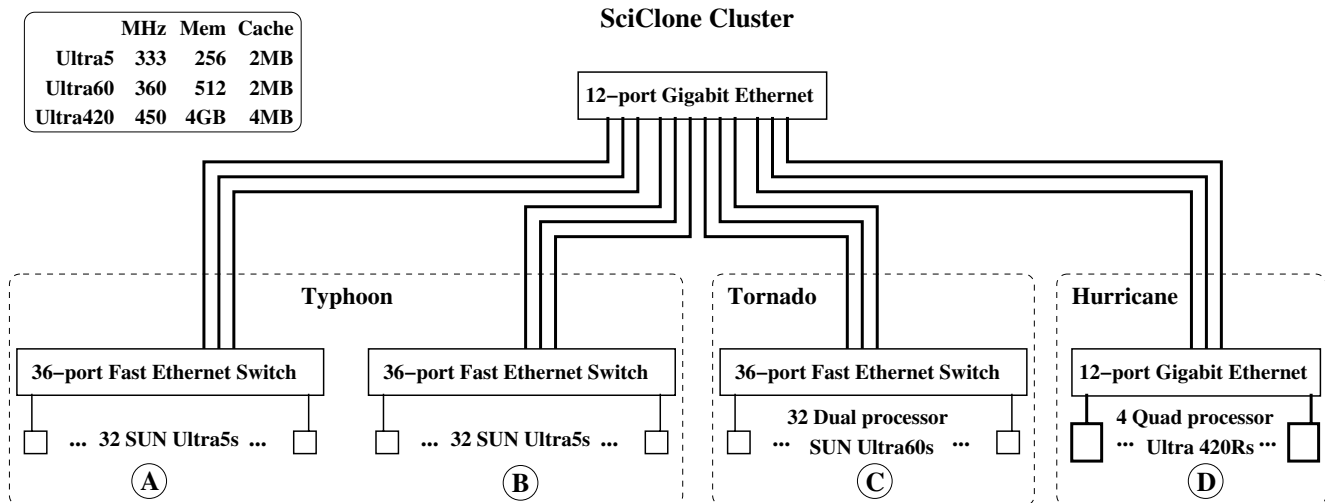 SciClone Cluster
MHz Mem Cache
Ultra5 333 256 2MB
Ultra60 360 512 2MB
Ultra420 450 4GB 4MB
12−port Gigabit Ethernet
Typhoon
Tornado
Hurricane
36−port Fast Ethernet Switch
36−port Fast Ethernet Switch
36−port Fast Ethernet Switch
12−port Gigabit Ethernet
... 32 SUN Ultra5s ...
... 32 SUN Ultra5s ...
32 Dual processor
... SUN Ultra60s ...
4 Quad processor
... Ultra 420Rs ...
A
B
C
D